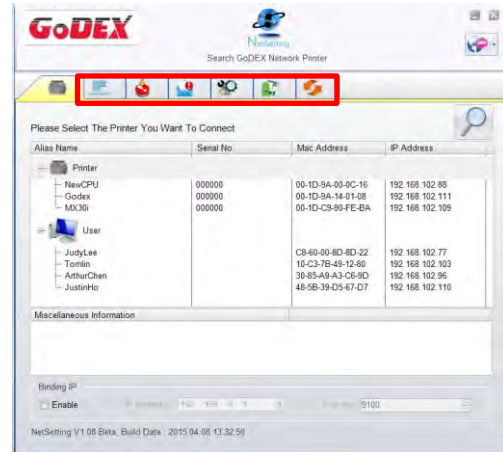 GoDEX
NetSetting
Search GoDEX Network Printer
Please Select The Printer You Want To Connect
Alias Name Serial No. Mac Address IP Address
Printer
NewCPU 000000 00-1D-9A-00-0C-16 192.168.102.88
Godex 000000 00-1D-9A-14-01-08 192.168.102.111
MX30i 000000 00-1D-C9-90-FE-BA 192.168.102.109
User
JudyLee C8-60-00-8D-8D-22 192.168.102.77
Tomlin 10-C3-7B-49-12-80 192.168.102.103
ArthurChen 30-85-A9-A3-C6-9D 192.168.102.96
JustinHo 48-5B-39-D5-67-D7 192.168.102.110
Miscellaneous Information
Binding IP
Enable 9100
NetSetting V1.08 Beta, Build Date : 2015.04.08 13.32.50